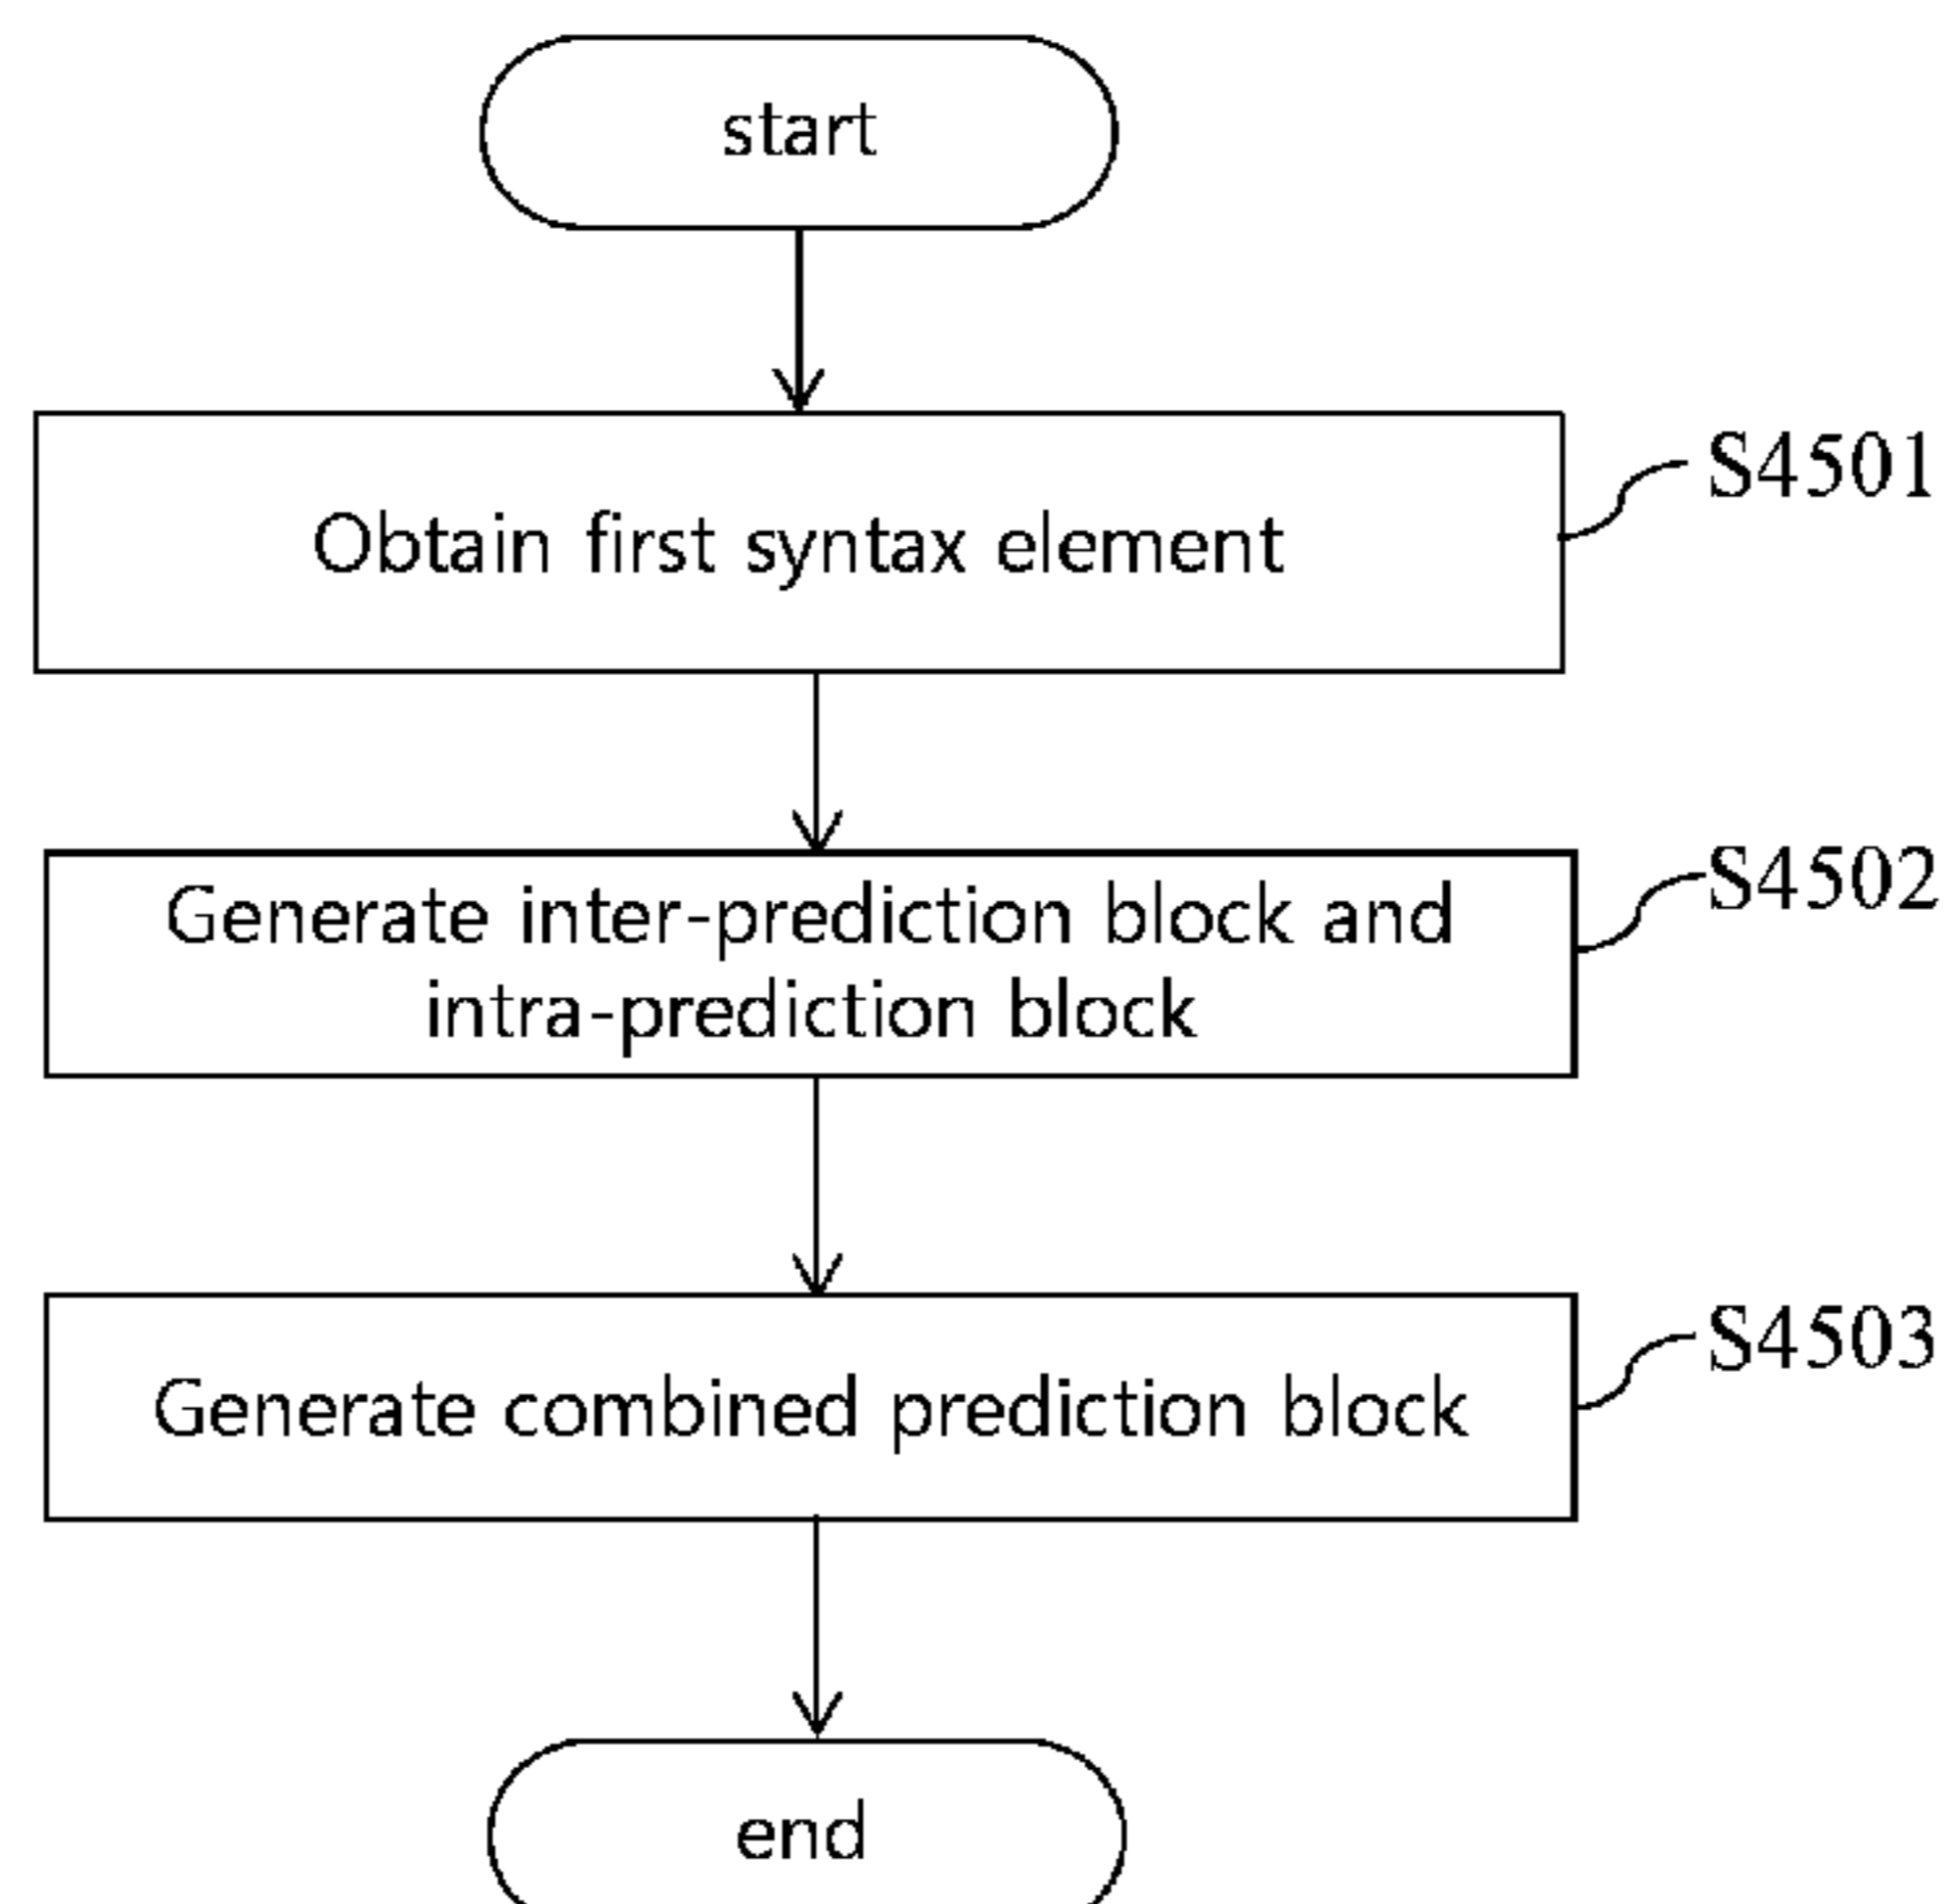 start
Obtain first syntax element
S4501
Generate inter-prediction block and
intra-prediction block
S4502
Generate combined prediction block
S4503
end